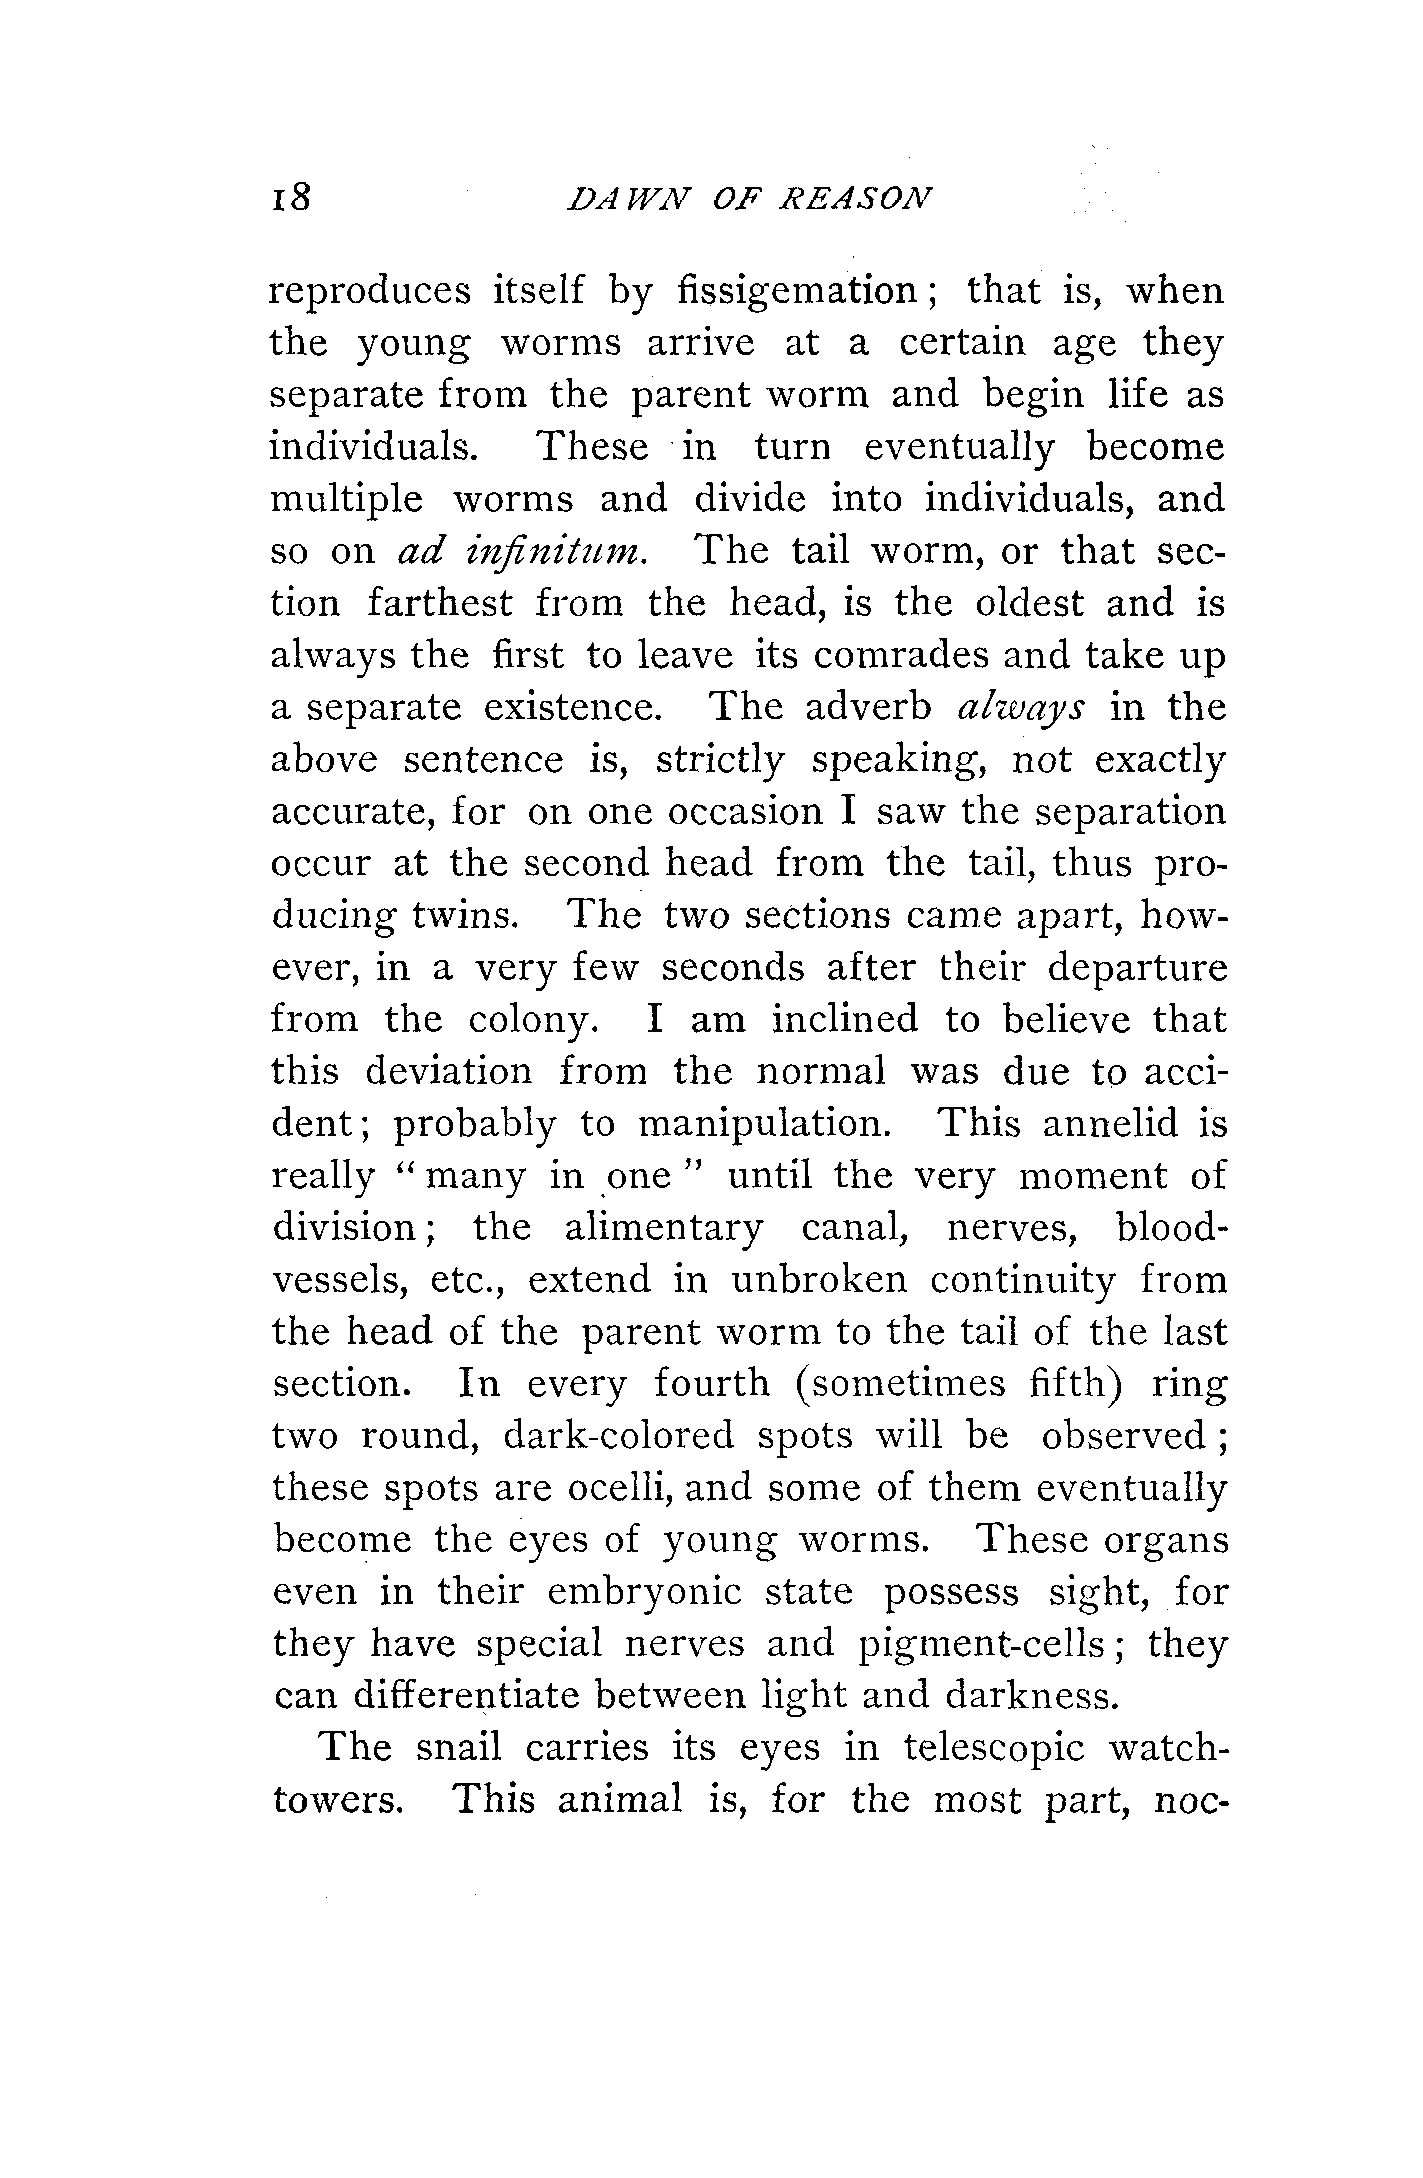 18 DAWN OF REASON
reproduces itself by fissigemation; that is, when
the young worms arrive at a certain age they
separate from the parent worm and begin life as
individuals. These in turn eventually become
multiple worms and divide into individuals, and
so on ad infinitum. The tail worm, or that sec-
tion farthest from the head, is the oldest and is
always the first to leave its comrades and take up
a separate existence. The adverb always in the
above sentence is, strictly speaking, not exactly
accurate, for on one occasion I saw the separation
occur at the second head from the tail, thus pro-
ducing twins. The two sections came apart, how-
ever, in a very few seconds after their departure
from the colony. I am inclined to believe that
this deviation from the normal was due to acci-
dent; probably to manipulation. This annelid is
really "many in one" until the very moment of
division; the alimentary canal, nerves, blood-
vessels, etc., extend in unbroken continuity from
the head of the parent worm to the tail of the last
section. In every fourth (sometimes fifth) ring
two round, dark-colored spots will be observed;
these spots are ocelli, and some of them eventually
become the eyes of young worms. These organs
even in their embryonic state possess sight, for
they have special nerves and pigment-cells; they
can differentiate between light and darkness.
The snail carries its eyes in telescopic watch-
towers. This animal is, for the most part, noc-